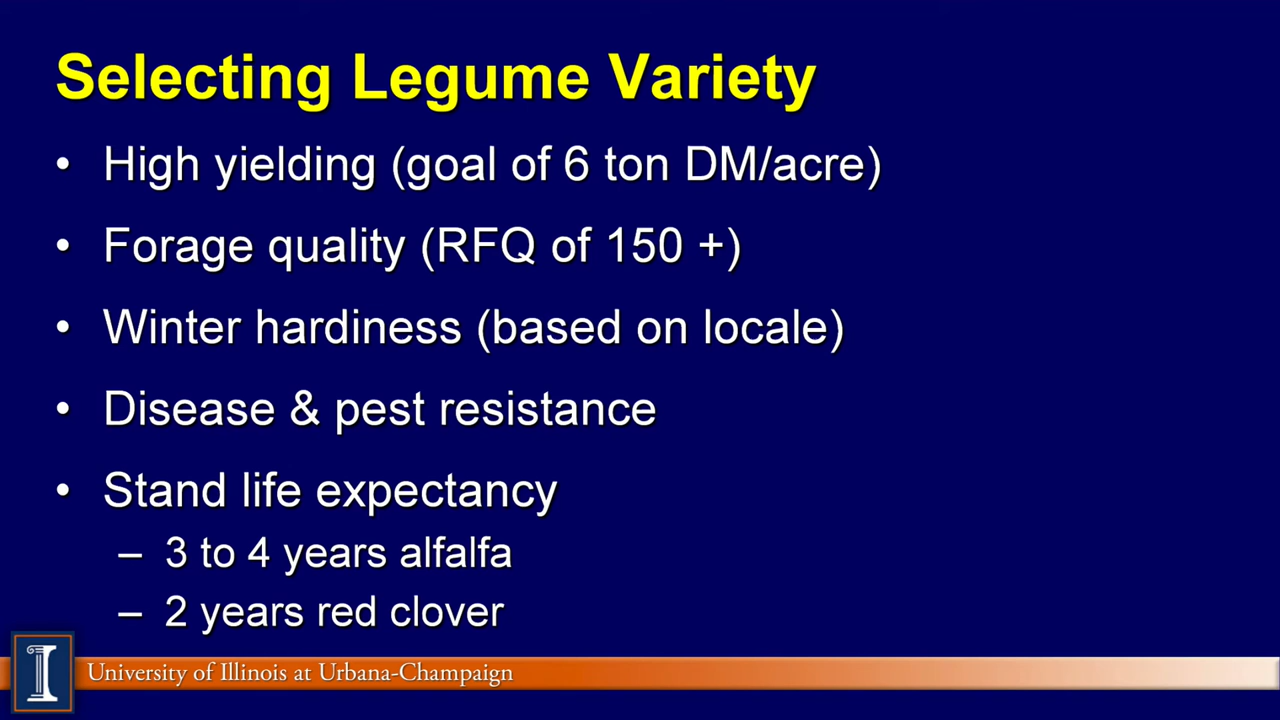 Selecting Legume Variety
• High yielding (goal of 6 ton DM/acre)
• Forage quality (RFQ of 150 +)
• Winter hardiness (based on locale)
• Disease & pest resistance
• Stand life expectancy
– 3 to 4 years alfalfa
– 2 years red clover
I
University of Illinois at Urbana-Champaign